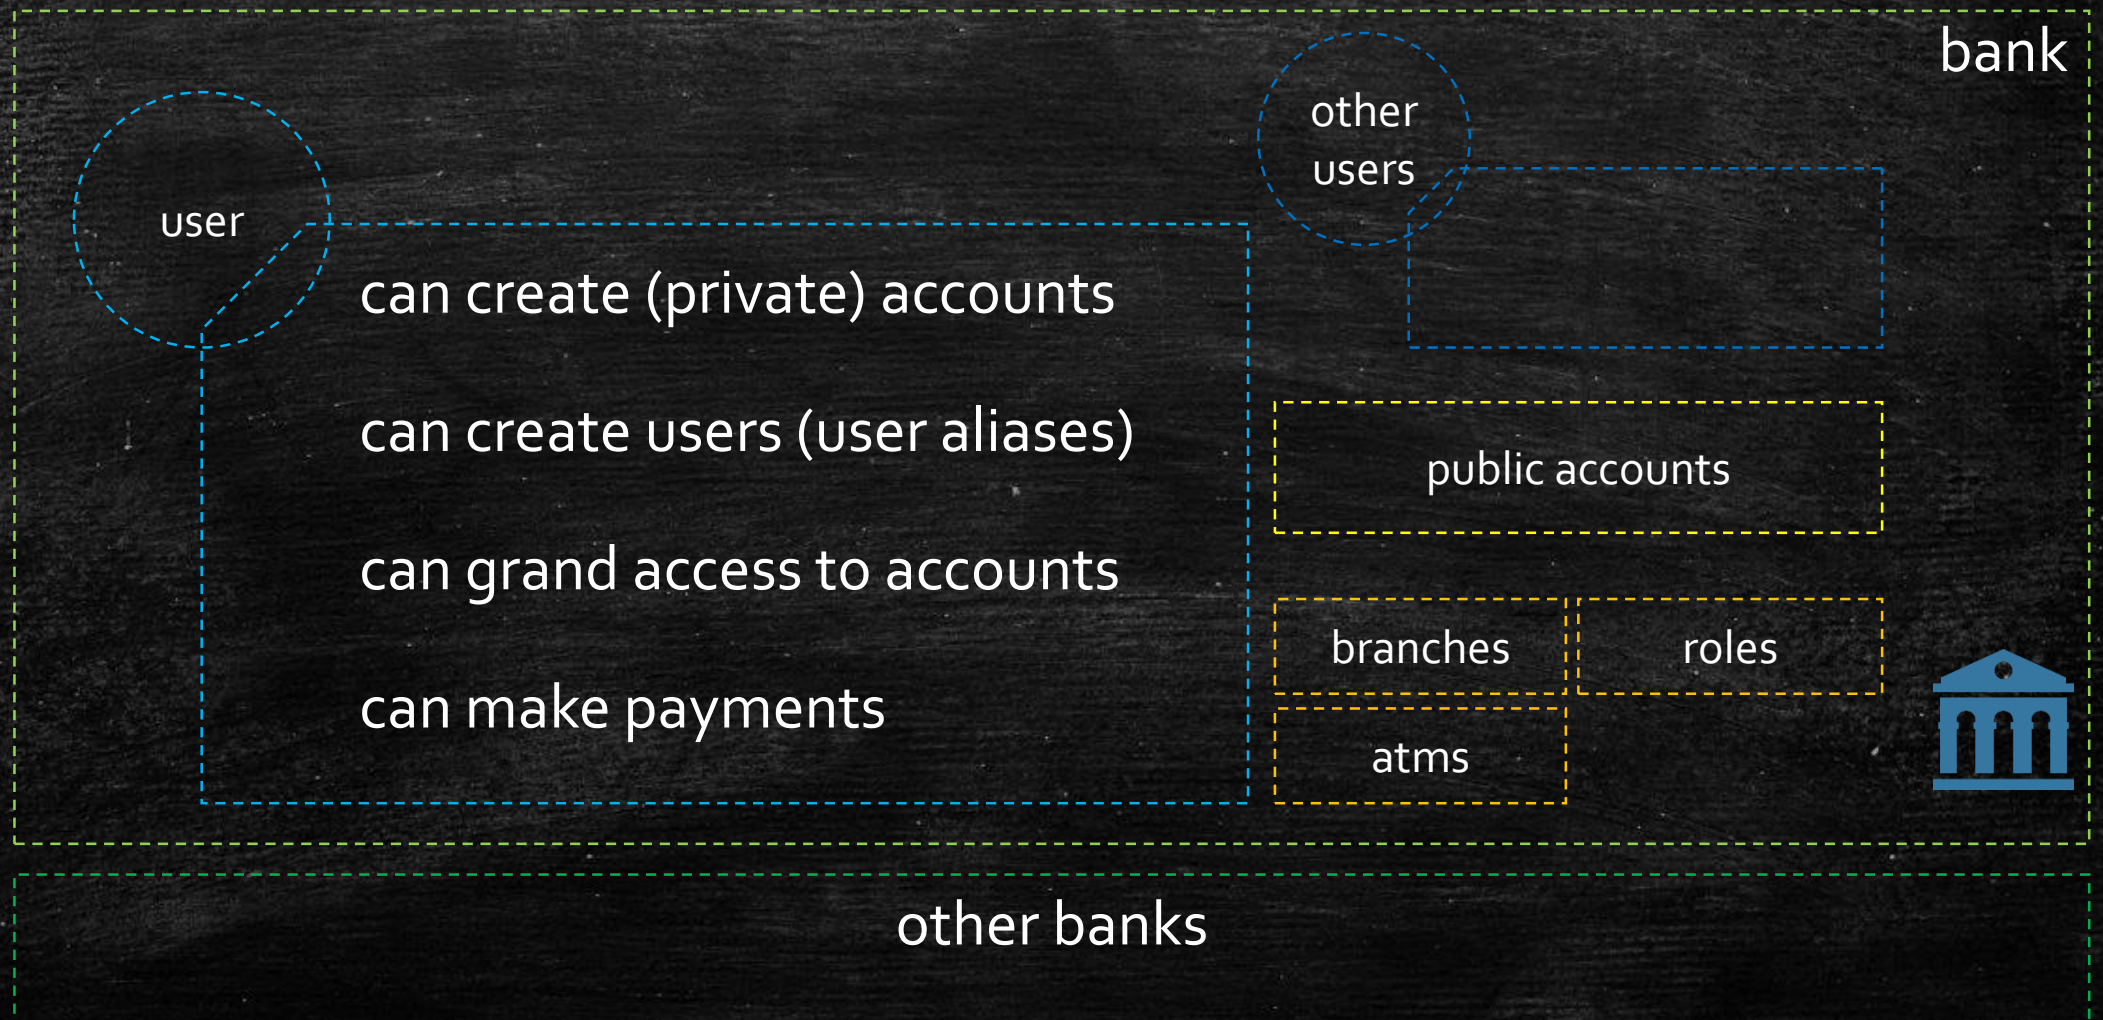 bank
other
users
user
can create (private) accounts
can create users (user aliases)
can grand access to accounts
can make payments
public accounts
branches
roles
atms
other banks